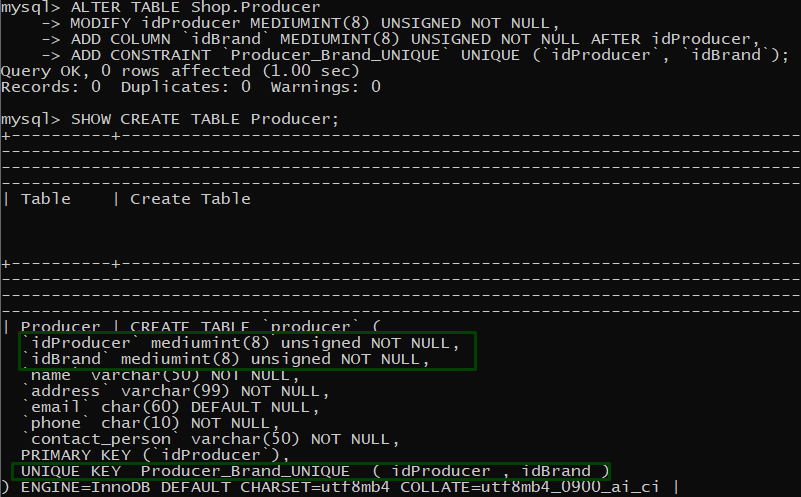 mysql> ALTER TABLE Shop.Producer
    -> MODIFY idProducer MEDIUMINT(8) UNSIGNED NOT NULL,
    -> ADD COLUMN `idBrand` MEDIUMINT(8) UNSIGNED NOT NULL AFTER idProducer,
    -> ADD CONSTRAINT `Producer_Brand_UNIQUE` UNIQUE (`idProducer`, `idBrand`);
Query OK, 0 rows affected (1.00 sec)
Records: 0  Duplicates: 0  Warnings: 0
mysql> SHOW CREATE TABLE Producer;
| Table    | Create Table
| Producer | CREATE TABLE `producer` (
  `idProducer` mediumint(8) unsigned NOT NULL,
  `idBrand` mediumint(8) unsigned NOT NULL,
  `name` varchar(50) NOT NULL,
  `address` varchar(99) NOT NULL,
  `email` char(60) DEFAULT NULL,
  `phone` char(10) NOT NULL,
  `contact_person` varchar(50) NOT NULL,
  PRIMARY KEY (`idProducer`),
  UNIQUE KEY  Producer_Brand_UNIQUE  ( idProducer , idBrand )
) ENGINE=InnoDB DEFAULT CHARSET=utf8mb4 COLLATE=utf8mb4_0900_ai_ci |